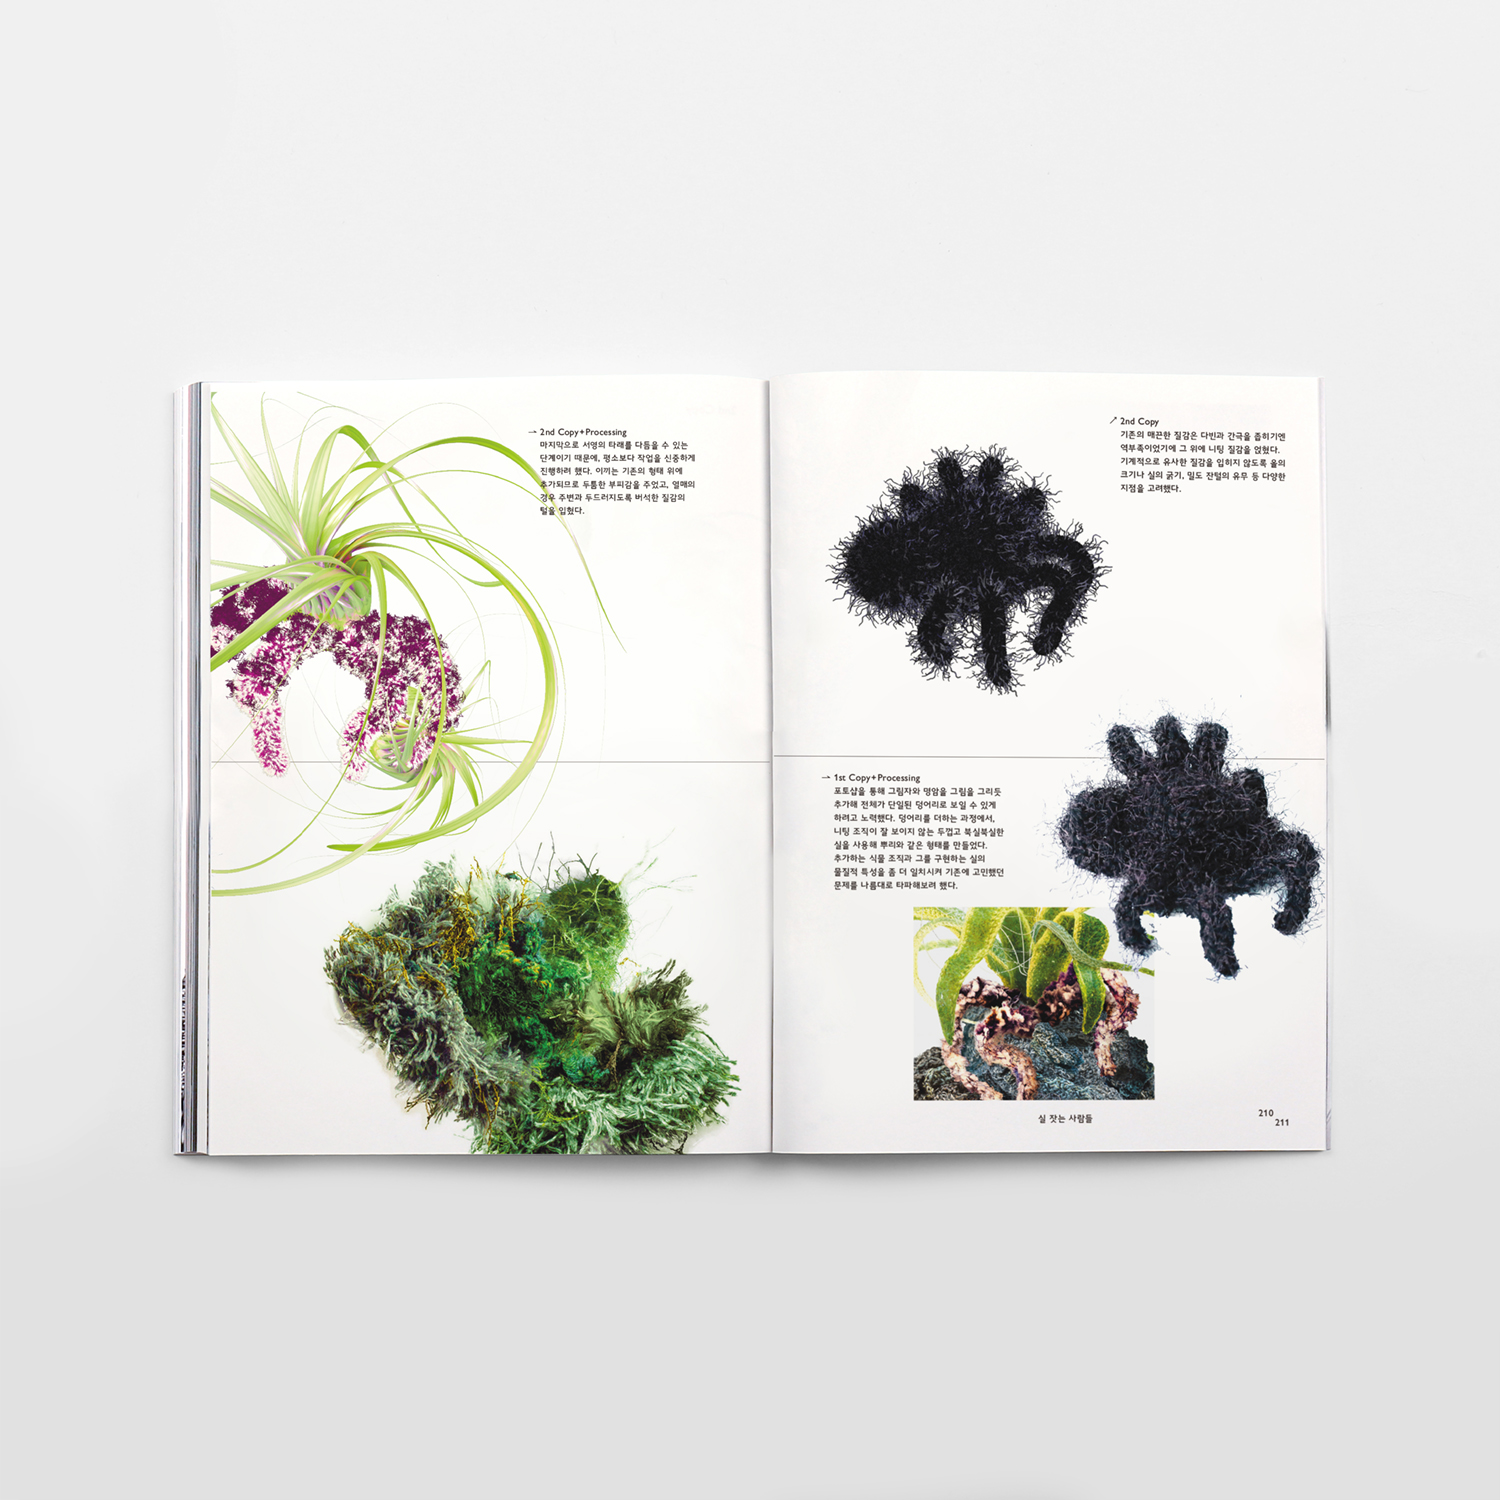 → 2nd Copy+Processing
마지막으로 서영의 타래를 다듬을 수 있는
단계이기 때문에, 평소보다 작업을 신중하게
진행하려 했다. 이끼는 기존의 형태 위에
추가되므로 두툼한 부피감을 주었고, 열매의
경우 주변과 두드러지도록 버석한 질감의
털을 입혔다.
↗ 2nd Copy
기존의 매끈한 질감은 다빈과 간극을 좁히기엔
역부족이었기에 그 위에 니팅 질감을 얹혔다.
기계적으로 유사한 질감을 입히지 않도록 올의
크기나 실의 굵기, 밀도 잔털의 유무 등 다양한
지점을 고려했다.
→ 1st Copy+Processing
포토샵을 통해 그림자와 명암을 그림을 그리듯
추가해 전체가 단일된 덩어리로 보일 수 있게
하려고 노력했다. 덩어리를 더하는 과정에서,
니팅 조직이 잘 보이지 않는 두껍고 북실북실한
실을 사용해 뿌리와 같은 형태를 만들었다.
추가하는 식물 조직과 그를 구현하는 실의
물질적 특성을 좀 더 일치시켜 기존에 고민했던
문제를 나름대로 타파해보려 했다.
실 잣는 사람들
210
211